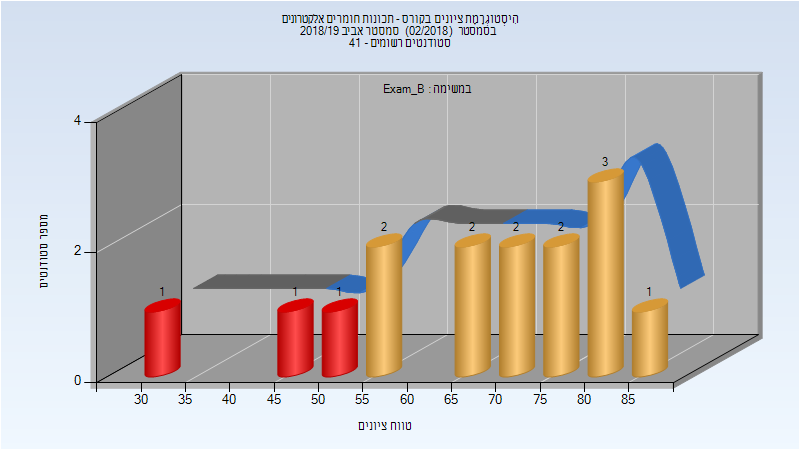 היסטוגרמת ציונים בקורס - תכונות חומרים אלקטרונים
בסמסטר (02/2018) סמסטר אביב 2018/19
סטודנטים רשומים - 41
במשימה : Exam_B
מספר סטודנטים
4
2
0
1
1
1
2
2
2
2
3
1
30 35 40 45 50 55 60 65 70 75 80 85
טווח ציונים